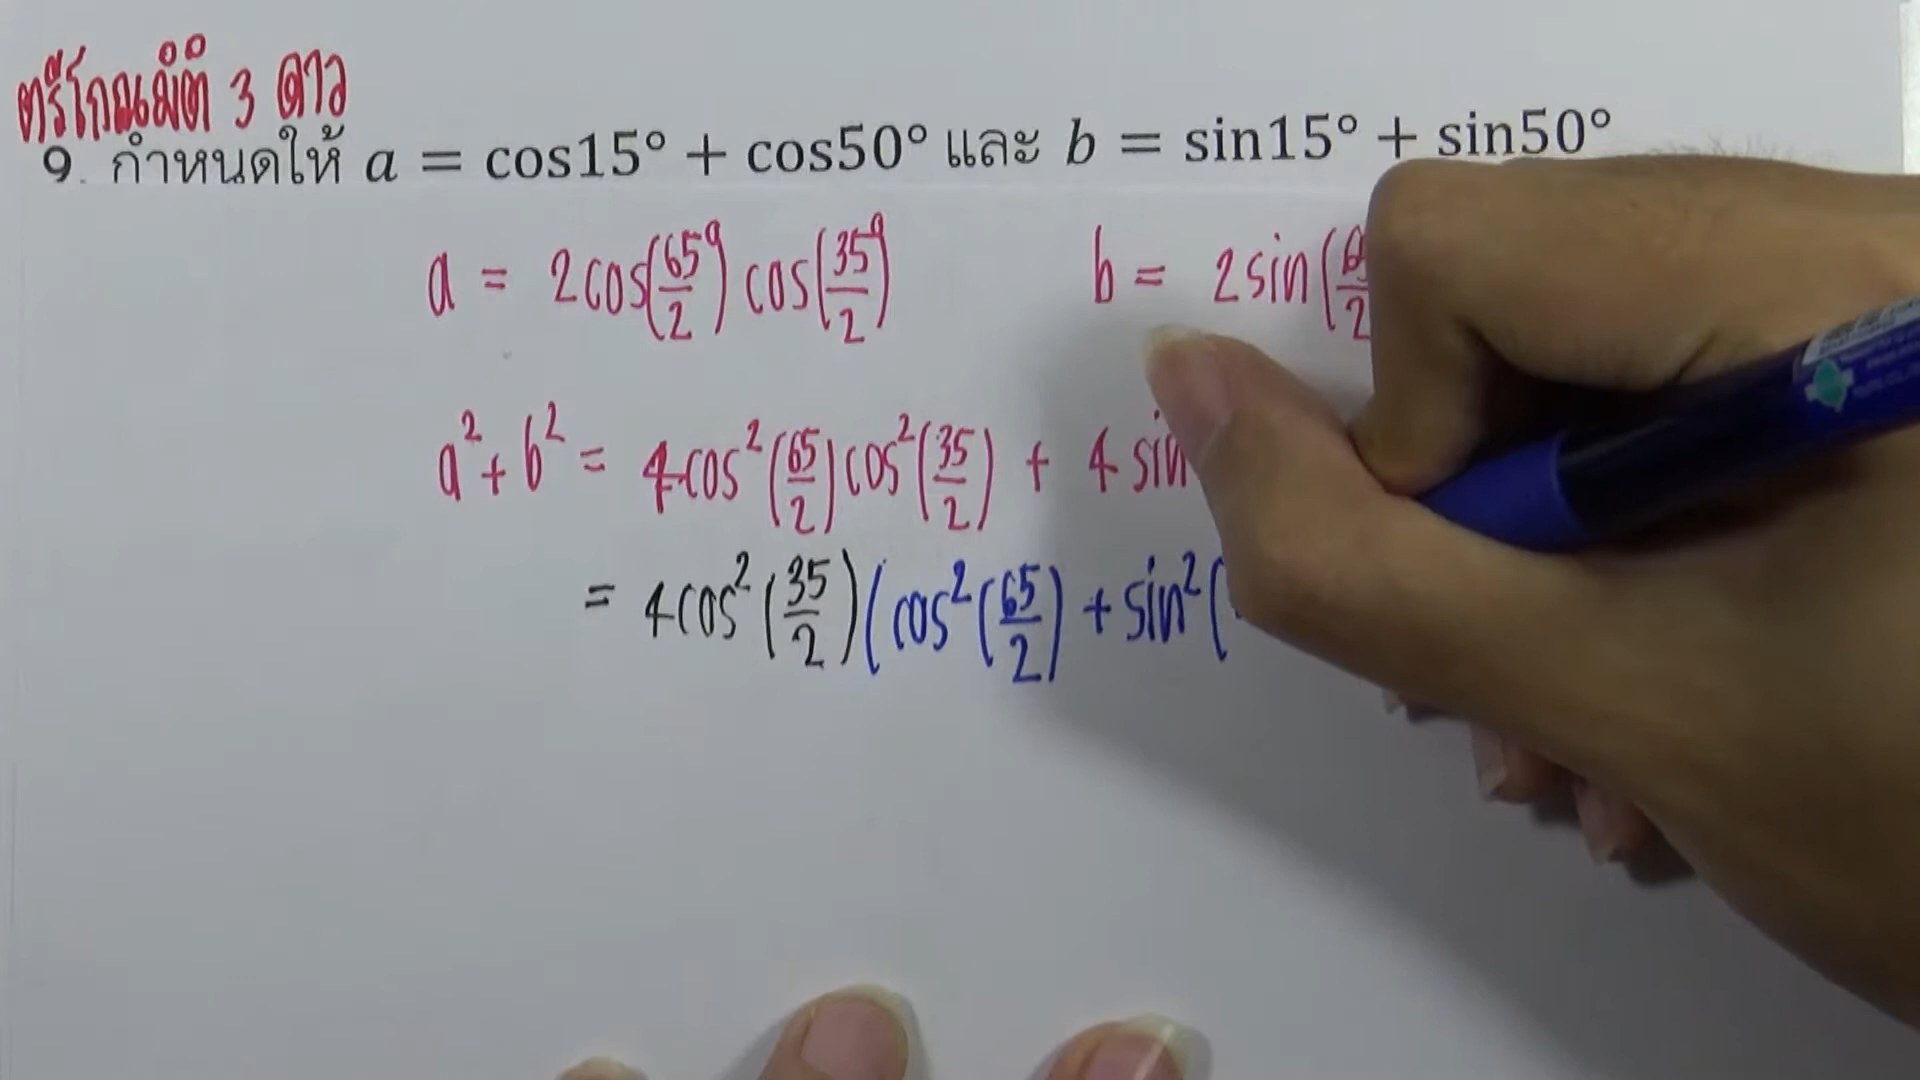 ตรีโกณมิติ 3 ดาว
9. กำหนดให้ a = cos15° + cos50° และ b = sin15° + sin50°
a = 2cos(65°/2) cos(35°/2) b = 2sin(6
a² + b² = 4cos²(65/2)cos²(35/2) + 4 sin
= 4cos²(35/2)(cos²(65/2) + sin²(